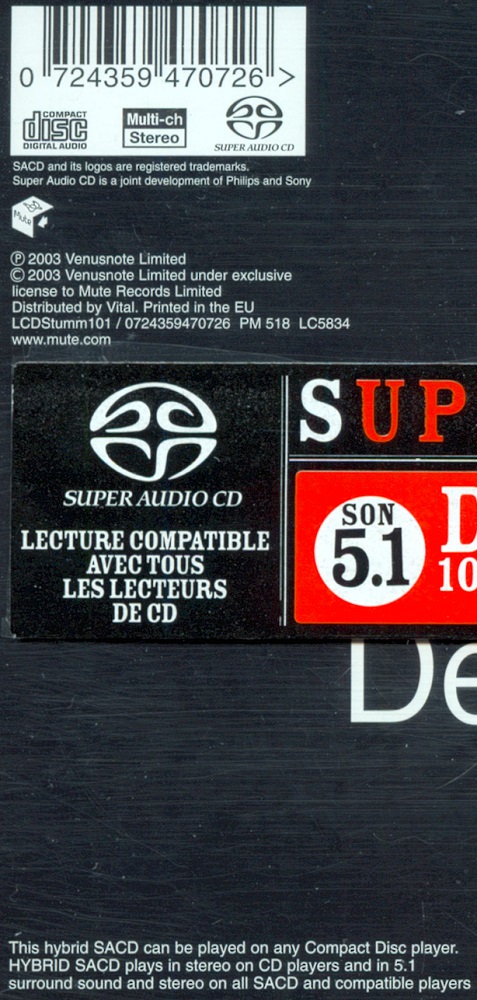 0 724359 470726 >
COMPACT
disc
DIGITAL AUDIO
Multi-ch
Stereo
SUPER AUDIO CD
SACD and its logos are registered trademarks.
Super Audio CD is a joint development of Philips and Sony
Mute
℗ 2003 Venusnote Limited
© 2003 Venusnote Limited under exclusive
license to Mute Records Limited
Distributed by Vital. Printed in the EU
LCDStumm101 / 0724359470726 PM 518 LC5834
www.mute.com
SUPER AUDIO CD
LECTURE COMPATIBLE
AVEC TOUS
LES LECTEURS
DE CD
SUP
SON
5.1
D
10
De
This hybrid SACD can be played on any Compact Disc player.
HYBRID SACD plays in stereo on CD players and in 5.1
surround sound and stereo on all SACD and compatible players